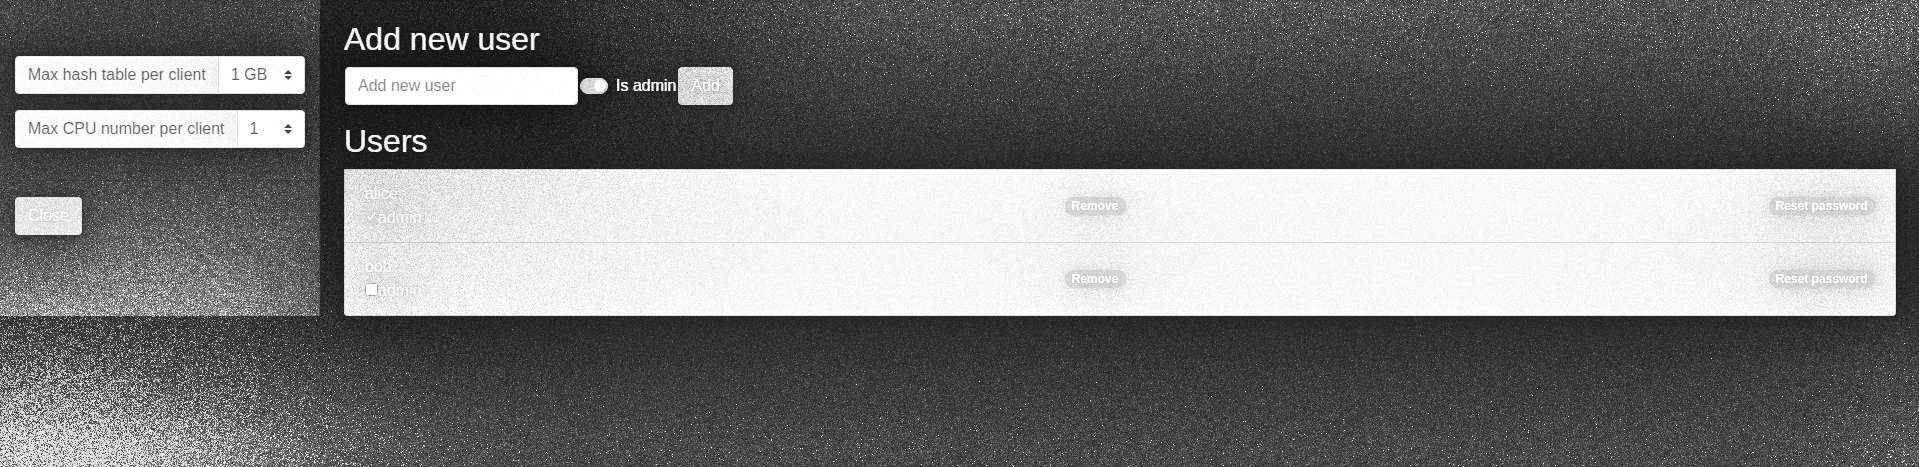 Max hash table per client 1 GB
Max CPU number per client 1
Close
Add new user
Add new user Is admin Add
Users
alice
admin Remove Reset password
bob
admin Remove Reset password